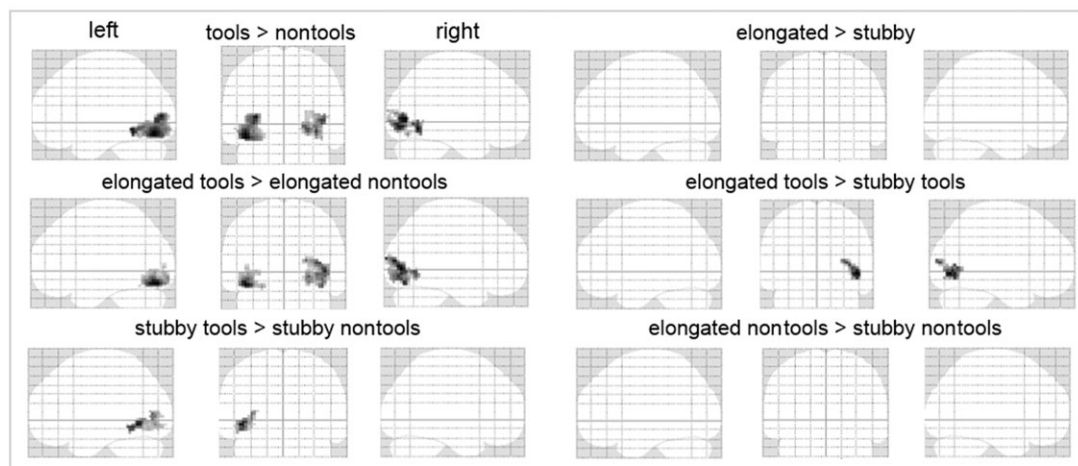 left
tools > nontools
right
elongated > stubby
elongated tools > elongated nontools
elongated tools > stubby tools
stubby tools > stubby nontools
elongated nontools > stubby nontools